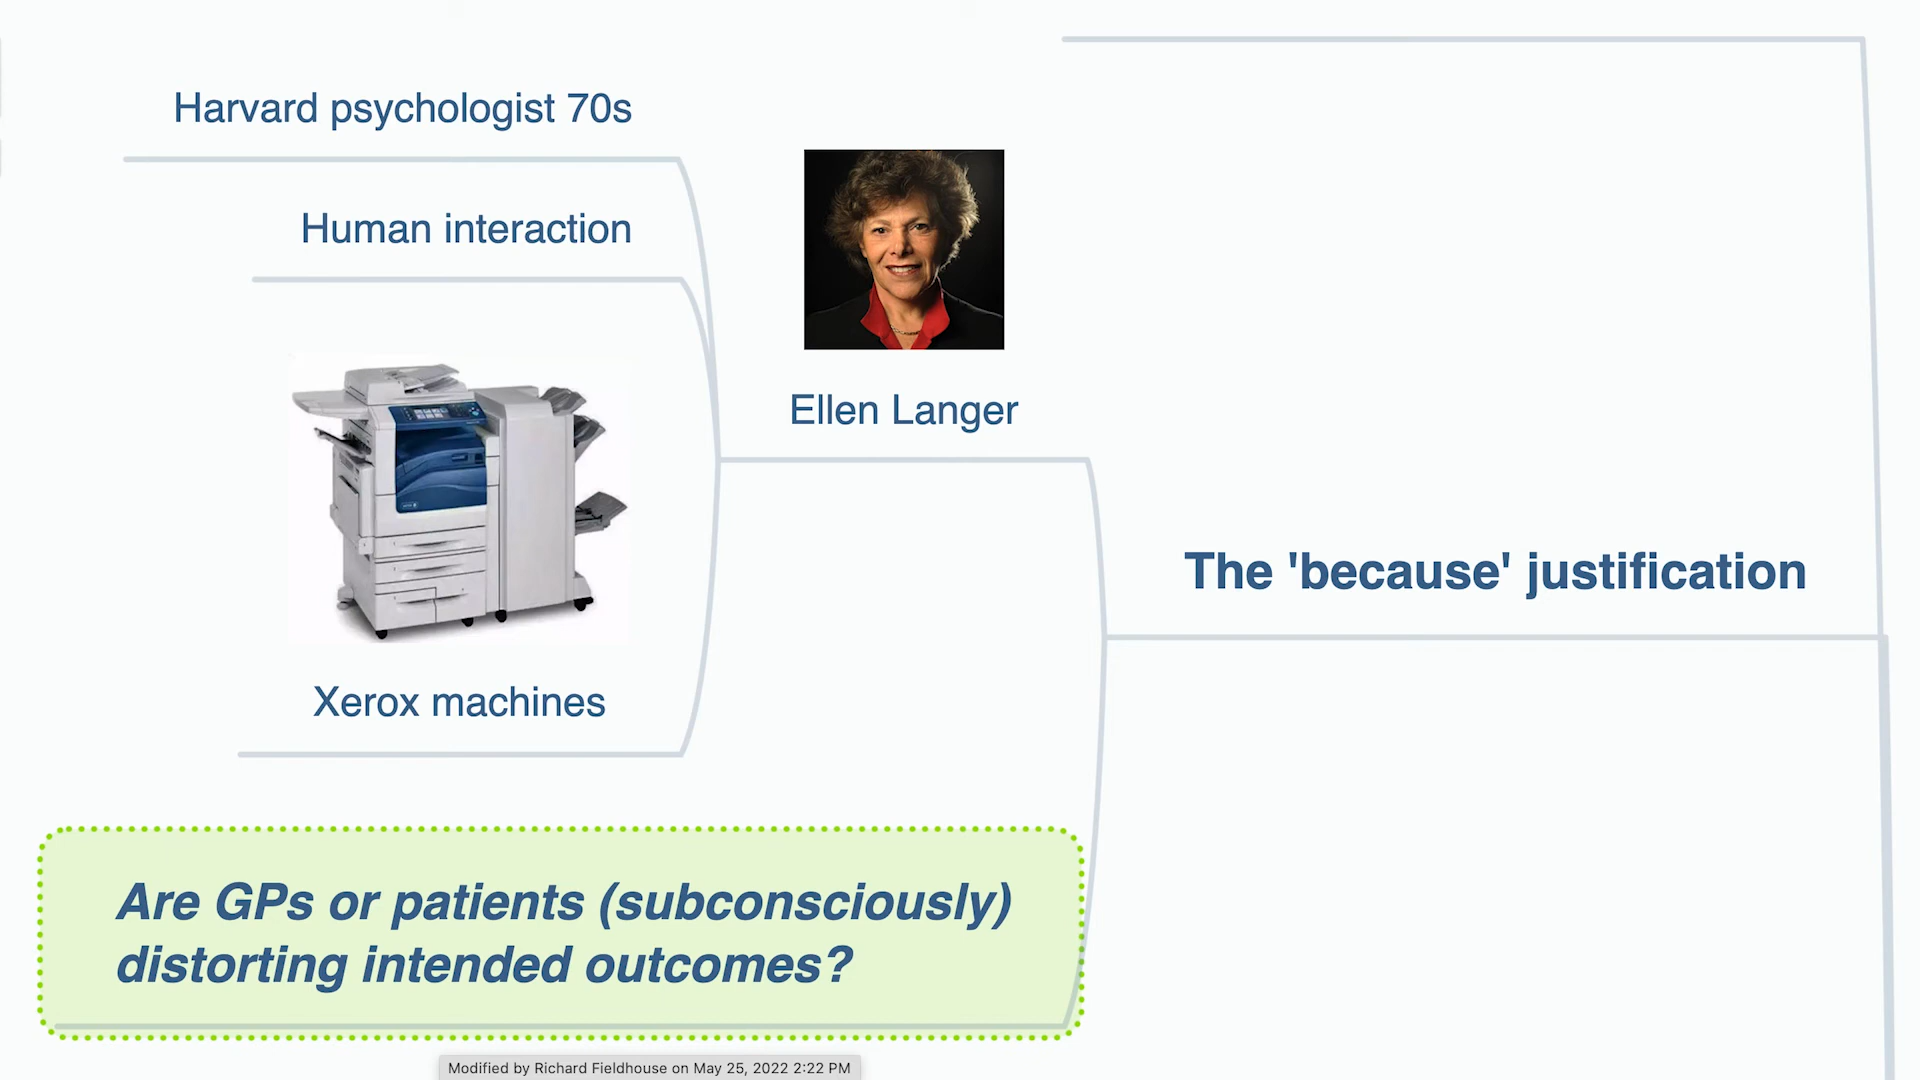 Harvard psychologist 70s
Human interaction
Ellen Langer
The 'because' justification
Xerox machines
Are GPs or patients (subconsciously)
distorting intended outcomes?
Modified by Richard Fieldhouse on May 25, 2022 2:22 PM